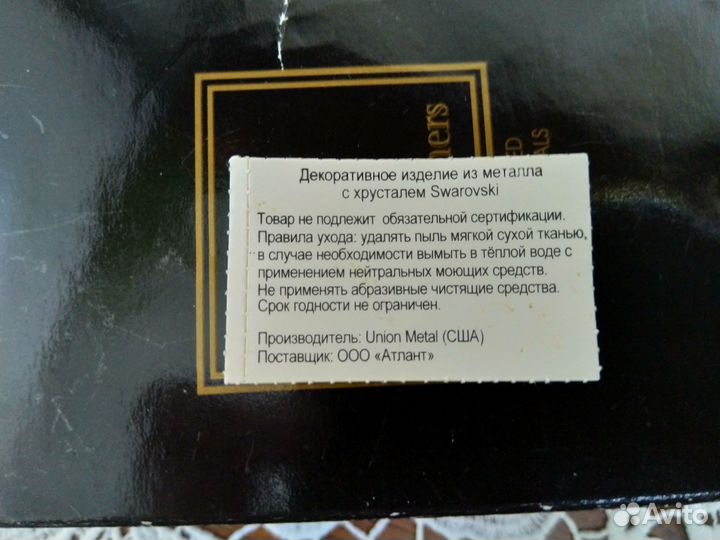 Декоративное изделие из металла
с хрусталем Swarovski
Товар не подлежит обязательной сертификации.
Правила ухода: удалять пыль мягкой сухой тканью,
в случае необходимости вымыть в тёплой воде с
применением нейтральных моющих средств.
Не применять абразивные чистящие средства.
Срок годности не ограничен.
Производитель: Union Metal (США)
Поставщик: ООО «Атлант»
Avito